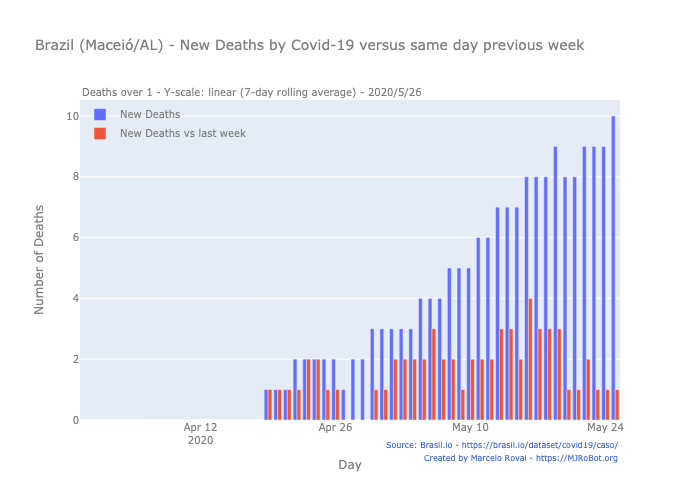 Brazil (Maceió/AL) - New Deaths by Covid-19 versus same day previous week
Deaths over 1 - Y-scale: linear (7-day rolling average) - 2020/5/26
New Deaths
New Deaths vs last week
Number of Deaths
10
8
6
4
2
0
Apr 12
2020
Apr 26
May 10
May 24
Day
Source: Brasil.io - https://brasil.io/dataset/covid19/caso/
Created by Marcelo Rovai - https://MJRoBot.org